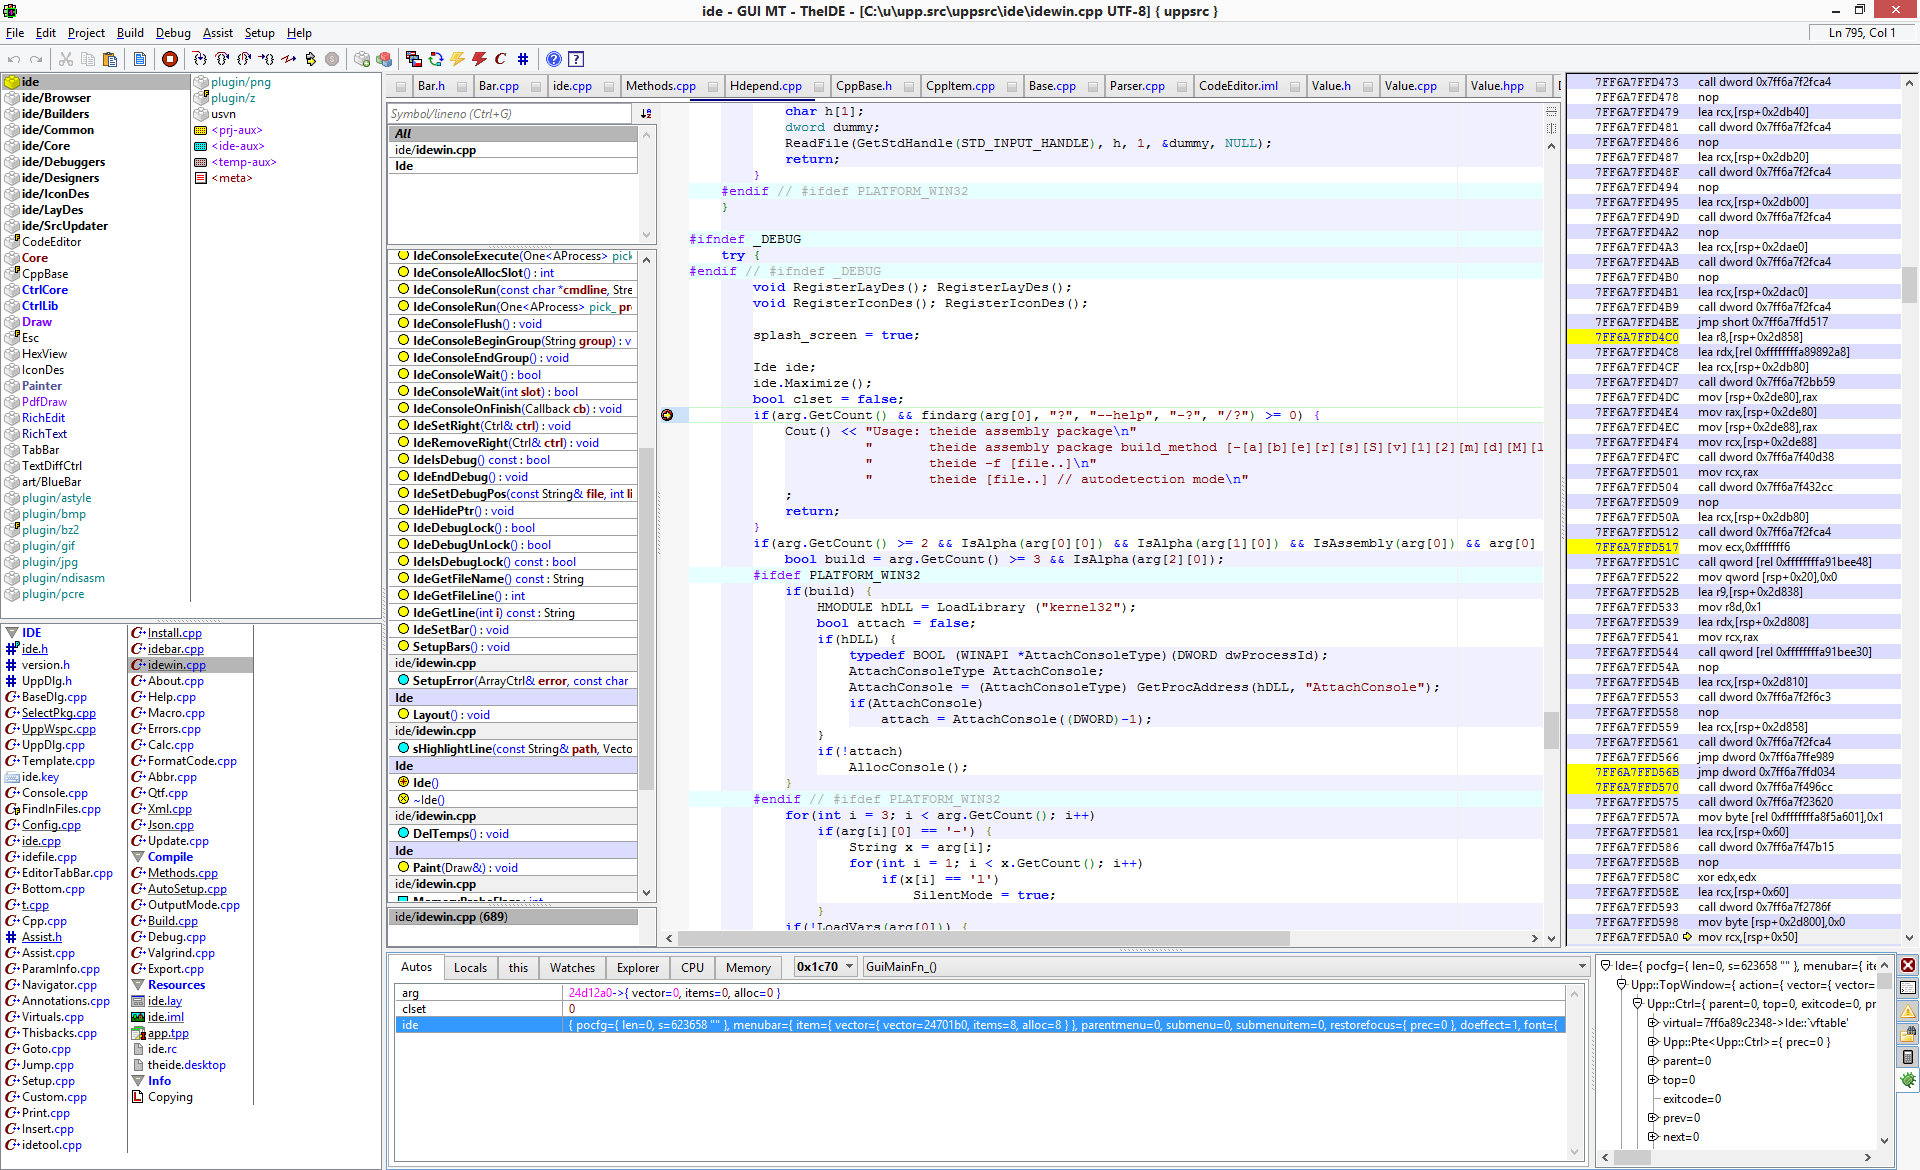 ide - GUI MT - TheIDE - [C:\u\upp.src\uppsrc\ide\idewin.cpp UTF-8] { uppsrc }
File Edit Project Build Debug Assist Setup Help
Ln 795, Col 1
ide
ide/Browser
ide/Builders
ide/Common
ide/Core
ide/Debuggers
ide/Designers
ide/IconDes
ide/LayDes
ide/SrcUpdater
CodeEditor
Core
CppBase
CtrlCore
CtrlLib
Draw
Esc
HexView
IconDes
Painter
PdfDraw
RichEdit
RichText
TabBar
TextDiffCtrl
art/BlueBar
plugin/astyle
plugin/bmp
plugin/bz2
plugin/gif
plugin/jpg
plugin/ndisasm
plugin/pcre
plugin/png
plugin/z
usvn
<prj-aux>
<ide-aux>
<temp-aux>
<meta>
IDE
ide.h
version.h
UppDlg.h
BaseDlg.cpp
SelectPkg.cpp
UppWspc.cpp
UppDlg.cpp
Template.cpp
ide.key
Console.cpp
FindInFiles.cpp
Config.cpp
ide.cpp
idefile.cpp
EditorTabBar.cpp
Bottom.cpp
t.cpp
Cpp.cpp
Assist.h
Assist.cpp
ParamInfo.cpp
Navigator.cpp
Annotations.cpp
Virtuals.cpp
Thisbacks.cpp
Goto.cpp
Jump.cpp
Setup.cpp
Custom.cpp
Print.cpp
Insert.cpp
idetool.cpp
Install.cpp
idebar.cpp
idewin.cpp
About.cpp
Help.cpp
Macro.cpp
Errors.cpp
Calc.cpp
FormatCode.cpp
Abbr.cpp
Qtf.cpp
Xml.cpp
Json.cpp
Update.cpp
Compile
Methods.cpp
AutoSetup.cpp
OutputMode.cpp
Build.cpp
Debug.cpp
Valgrind.cpp
Export.cpp
Resources
ide.lay
ide.iml
app.tpp
ide.rc
theide.desktop
Info
Copying
Bar.h Bar.cpp ide.cpp Methods.cpp Hdepend.cpp CppBase.h CppItem.cpp Base.cpp Parser.cpp CodeEditor.iml Value.h Value.cpp Value.hpp
Symbol/lineno (Ctrl+G)
All
ide/idewin.cpp
Ide
IdeConsoleExecute(One<AProcess> pick
IdeConsoleAllocSlot() : int
IdeConsoleRun(const char *cmdline, Stre
IdeConsoleRun(One<AProcess> pick_ pr
IdeConsoleFlush() : void
IdeConsoleBeginGroup(String group) : v
IdeConsoleEndGroup() : void
IdeConsoleWait() : bool
IdeConsoleWait(int slot) : bool
IdeConsoleOnFinish(Callback cb) : void
IdeSetRight(Ctrl& ctrl) : void
IdeRemoveRight(Ctrl& ctrl) : void
IdeIsDebug() const : bool
IdeEndDebug() : void
IdeSetDebugPos(const String& file, int li
IdeHidePtr() : void
IdeDebugLock() : bool
IdeDebugUnLock() : bool
IdeIsDebugLock() const : bool
IdeGetFileName() const : String
IdeGetFileLine() : int
IdeGetLine(int i) const : String
IdeSetBar() : void
SetupBars() : void
ide/idewin.cpp
SetupError(ArrayCtrl& error, const char
Ide
Layout() : void
ide/idewin.cpp
sHighlightLine(const String& path, Vecto
Ide
Ide()
~Ide()
ide/idewin.cpp
DelTemps() : void
Ide
Paint(Draw&) : void
ide/idewin.cpp
ide/idewin.cpp (689)
char h[1];
dword dummy;
ReadFile(GetStdHandle(STD_INPUT_HANDLE), h, 1, &dummy, NULL);
return;
}
#endif // #ifdef PLATFORM_WIN32
}
#ifndef _DEBUG
try {
#endif // #ifndef _DEBUG
void RegisterLayDes(); RegisterLayDes();
void RegisterIconDes(); RegisterIconDes();
splash_screen = true;
Ide ide;
ide.Maximize();
bool clset = false;
if(arg.GetCount() && findarg(arg[0], "?", "--help", "-?", "/?") >= 0) {
Cout() << "Usage: theide assembly package\n"
" theide assembly package build_method [-[a][b][e][r][s][S][v][1][2][m][d][M][l
" theide -f [file..]\n"
" theide [file..] // autodetection mode\n"
;
return;
}
if(arg.GetCount() >= 2 && IsAlpha(arg[0][0]) && IsAlpha(arg[1][0]) && IsAssembly(arg[0]) && arg[0]
bool build = arg.GetCount() >= 3 && IsAlpha(arg[2][0]);
#ifdef PLATFORM_WIN32
if(build) {
HMODULE hDLL = LoadLibrary ("kernel32");
bool attach = false;
if(hDLL) {
typedef BOOL (WINAPI *AttachConsoleType)(DWORD dwProcessId);
AttachConsoleType AttachConsole;
AttachConsole = (AttachConsoleType) GetProcAddress(hDLL, "AttachConsole");
if(AttachConsole)
attach = AttachConsole((DWORD)-1);
}
if(!attach)
AllocConsole();
}
#endif // #ifdef PLATFORM_WIN32
for(int i = 3; i < arg.GetCount(); i++)
if(arg[i][0] == '-') {
String x = arg[i];
for(int i = 1; i < x.GetCount(); i++)
if(x[i] == 'l')
SilentMode = true;
}
if(!LoadVars(arg[0])) {
7FF6A7FFD473 call dword 0x7ff6a7f2fca4
7FF6A7FFD478 nop
7FF6A7FFD479 lea rcx,[rsp+0x2db40]
7FF6A7FFD481 call dword 0x7ff6a7f2fca4
7FF6A7FFD486 nop
7FF6A7FFD487 lea rcx,[rsp+0x2db20]
7FF6A7FFD48F call dword 0x7ff6a7f2fca4
7FF6A7FFD494 nop
7FF6A7FFD495 lea rcx,[rsp+0x2db00]
7FF6A7FFD49D call dword 0x7ff6a7f2fca4
7FF6A7FFD4A2 nop
7FF6A7FFD4A3 lea rcx,[rsp+0x2dae0]
7FF6A7FFD4AB call dword 0x7ff6a7f2fca4
7FF6A7FFD4B0 nop
7FF6A7FFD4B1 lea rcx,[rsp+0x2dac0]
7FF6A7FFD4B9 call dword 0x7ff6a7f2fca4
7FF6A7FFD4BE jmp short 0x7ff6a7ffd517
7FF6A7FFD4C0 lea r8,[rsp+0x2d858]
7FF6A7FFD4C8 lea rdx,[rel 0xffffffffa89892a8]
7FF6A7FFD4CF lea rcx,[rsp+0x2db80]
7FF6A7FFD4D7 call dword 0x7ff6a7f2bb59
7FF6A7FFD4DC mov [rsp+0x2de80],rax
7FF6A7FFD4E4 mov rax,[rsp+0x2de80]
7FF6A7FFD4EC mov [rsp+0x2de88],rax
7FF6A7FFD4F4 mov rcx,[rsp+0x2de88]
7FF6A7FFD4FC call dword 0x7ff6a7f40d38
7FF6A7FFD501 mov rcx,rax
7FF6A7FFD504 call dword 0x7ff6a7f432cc
7FF6A7FFD509 nop
7FF6A7FFD50A lea rcx,[rsp+0x2db80]
7FF6A7FFD512 call dword 0x7ff6a7f2fca4
7FF6A7FFD517 mov ecx,0xfffffff6
7FF6A7FFD51C call qword [rel 0xffffffffa91bee48]
7FF6A7FFD522 mov qword [rsp+0x20],0x0
7FF6A7FFD52B lea r9,[rsp+0x2d838]
7FF6A7FFD533 mov r8d,0x1
7FF6A7FFD539 lea rdx,[rsp+0x2d808]
7FF6A7FFD541 mov rcx,rax
7FF6A7FFD544 call qword [rel 0xffffffffa91bee30]
7FF6A7FFD54A nop
7FF6A7FFD54B lea rcx,[rsp+0x2d810]
7FF6A7FFD553 call dword 0x7ff6a7f2f6c3
7FF6A7FFD558 nop
7FF6A7FFD559 lea rcx,[rsp+0x2d858]
7FF6A7FFD561 call dword 0x7ff6a7f2fca4
7FF6A7FFD566 jmp dword 0x7ff6a7ffe989
7FF6A7FFD56B jmp dword 0x7ff6a7ffd034
7FF6A7FFD570 call dword 0x7ff6a7f496cc
7FF6A7FFD575 call dword 0x7ff6a7f23620
7FF6A7FFD57A mov byte [rel 0xffffffffa8f5a601],0x1
7FF6A7FFD581 lea rcx,[rsp+0x60]
7FF6A7FFD586 call dword 0x7ff6a7f47b15
7FF6A7FFD58B nop
7FF6A7FFD58C xor edx,edx
7FF6A7FFD58E lea rcx,[rsp+0x60]
7FF6A7FFD593 call dword 0x7ff6a7f2786f
7FF6A7FFD598 mov byte [rsp+0x2d800],0x0
7FF6A7FFD5A0 mov rcx,[rsp+0x50]
Autos Locals this Watches Explorer CPU Memory 0x1c70 GuiMainFn_()
arg 24d12a0->{ vector=0, items=0, alloc=0 }
clset 0
ide { pocfg={ len=0, s=623658 "" }, menubar={ item={ vector={ vector=24701b0, items=8, alloc=8 } }, parentmenu=0, submenu=0, submenuitem=0, restorefocus={ prec=0 }, doeffect=1, font={
Ide={ pocfg={ len=0, s=623658 "" }, menubar={ ite
Upp::TopWindow={ action={ vector={ vector=
Upp::Ctrl={ parent=0, top=0, exitcode=0, pr
virtual=7ff6a89c2348->Ide::`vftable'
Upp::Pte<Upp::Ctrl>={ prec=0 }
parent=0
top=0
exitcode=0
prev=0
next=0